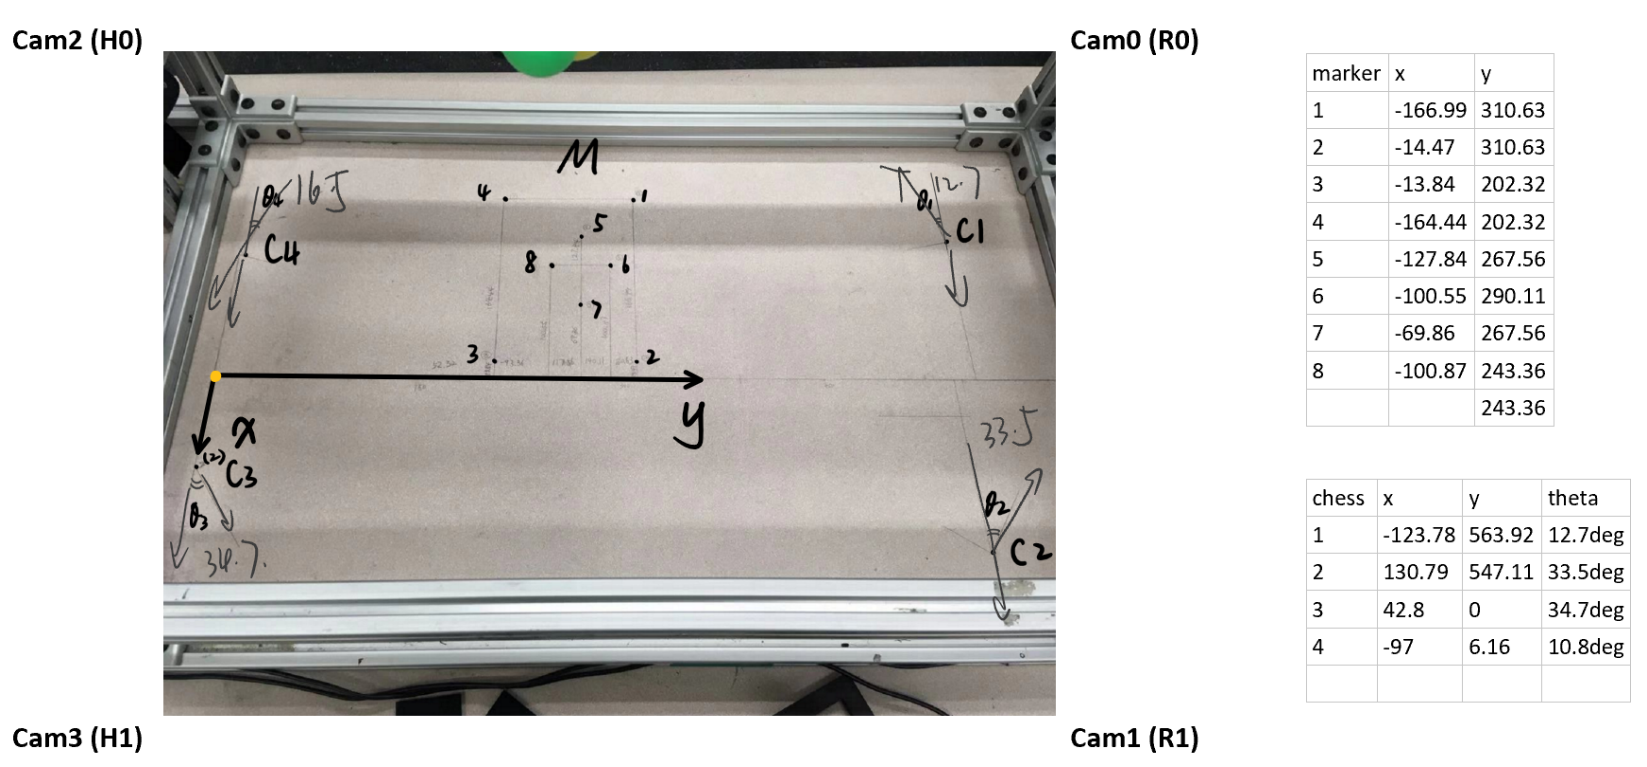 Cam2 (H0)
Cam0 (R0)
M
4
1
θ4 16.5
12.7
θ1
5
C4
C1
8
6
7
3
2
x
y
(2)
C3
33.5
θ3
θ2
34.7.
C2
Cam3 (H1)
Cam1 (R1)
marker x y
1 -166.99 310.63
2 -14.47 310.63
3 -13.84 202.32
4 -164.44 202.32
5 -127.84 267.56
6 -100.55 290.11
7 -69.86 267.56
8 -100.87 243.36
243.36
chess x y theta
1 -123.78 563.92 12.7deg
2 130.79 547.11 33.5deg
3 42.8 0 34.7deg
4 -97 6.16 10.8deg